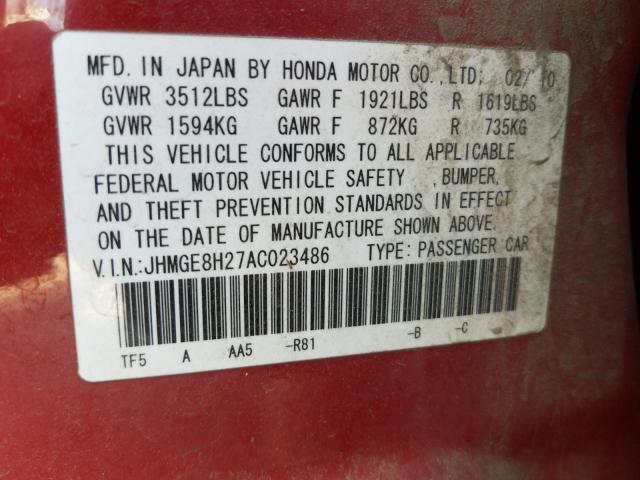 MFD. IN JAPAN BY HONDA MOTOR CO., LTD: 02/10
GVWR 3512LBS GAWR F 1921LBS R 1619LBS
GVWR 1594KG GAWR F 872KG R 735KG
THIS VEHICLE CONFORMS TO ALL APPLICABLE
FEDERAL MOTOR VEHICLE SAFETY ,BUMPER,
AND THEFT PREVENTION STANDARDS IN EFFECT
ON THE DATE OF MANUFACTURE SHOWN ABOVE.
V.I.N.:JHMGE8H27AC023486 TYPE: PASSENGER CAR
TF5 A AA5 -R81 -B -C